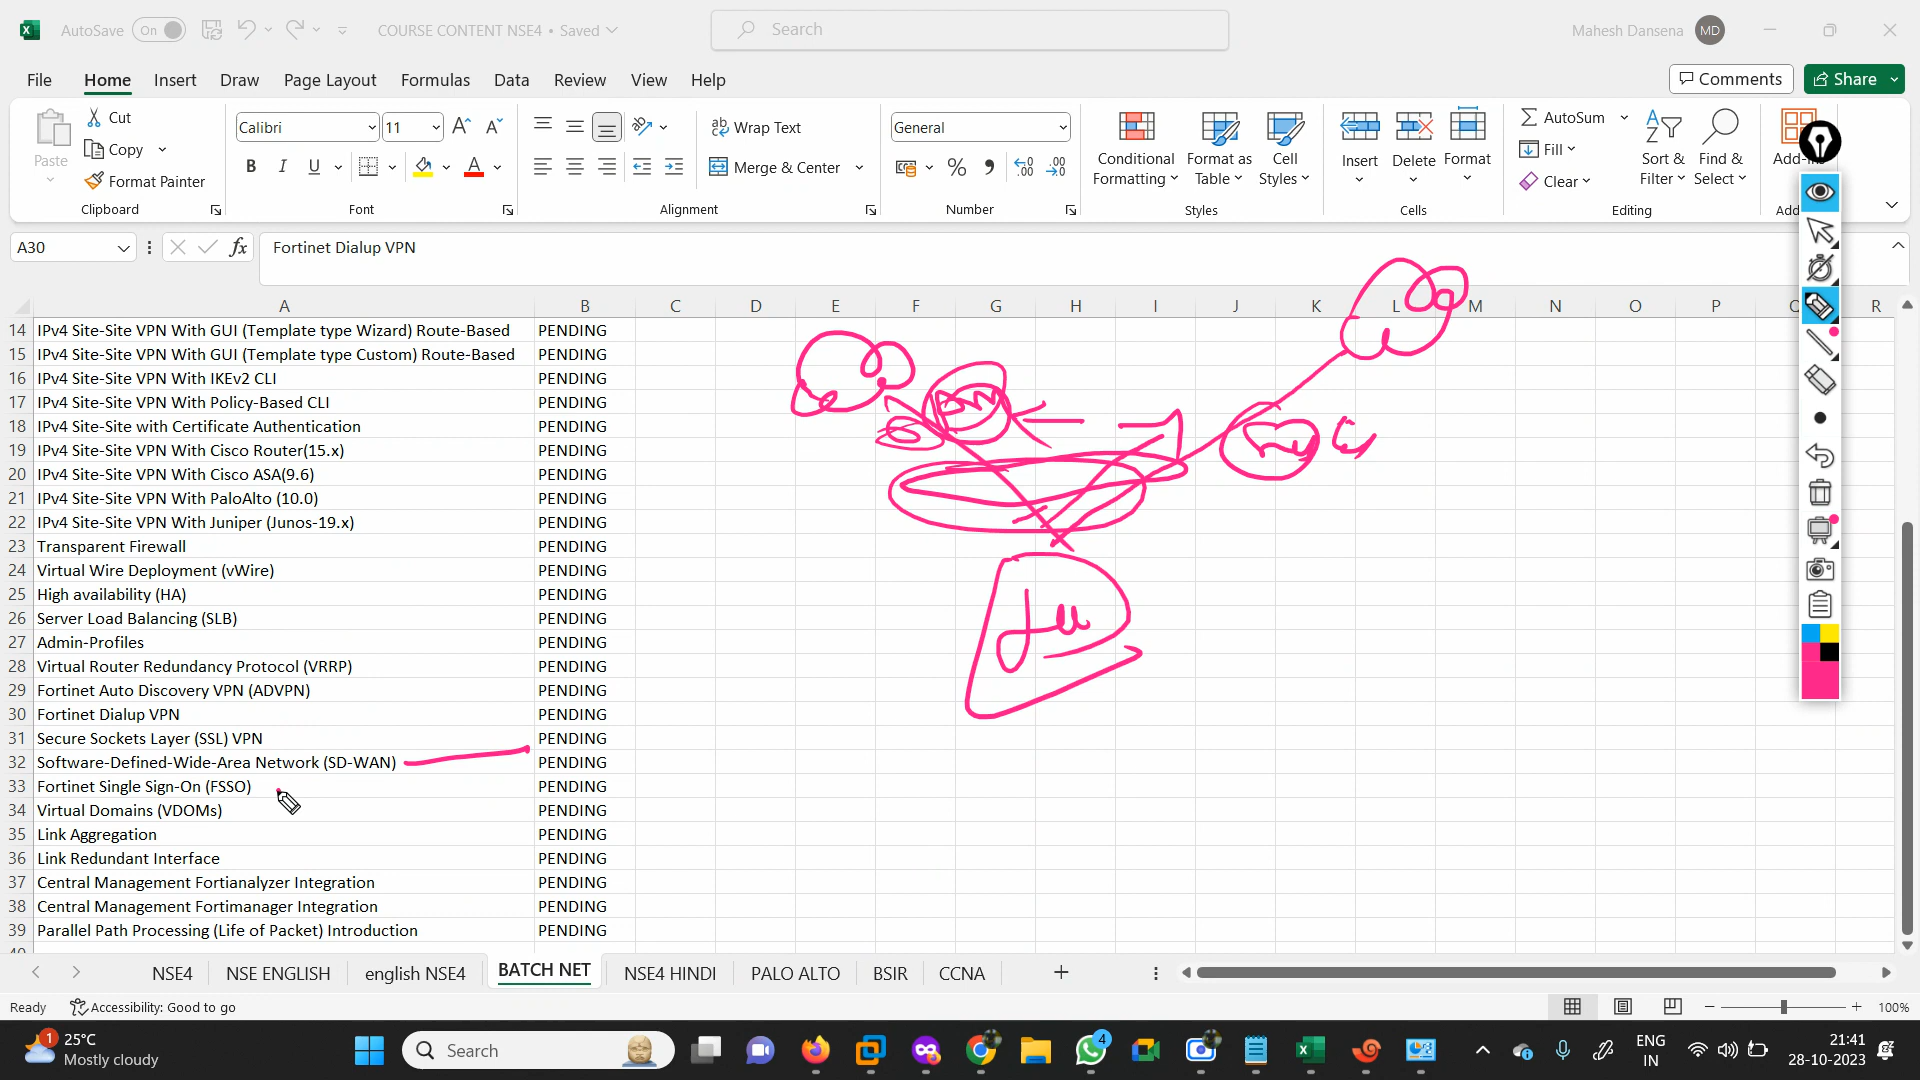 AutoSave On COURSE CONTENT NSE4 • Saved Search Mahesh Dansena MD
File Home Insert Draw Page Layout Formulas Data Review View Help Comments Share
Paste Cut Copy Format Painter Clipboard
Calibri 11 B I U A Font
Wrap Text Merge & Center Alignment
General % Number
Conditional Formatting Format as Table Cell Styles Styles
Insert Delete Format Cells
AutoSum Fill Clear Sort & Filter Find & Select Editing
A30 fx Fortinet Dialup VPN
A B C D E F G H I J K L M N O P Q R
14 IPv4 Site-Site VPN With GUI (Template type Wizard) Route-Based PENDING
15 IPv4 Site-Site VPN With GUI (Template type Custom) Route-Based PENDING
16 IPv4 Site-Site VPN With IKEv2 CLI PENDING
17 IPv4 Site-Site VPN With Policy-Based CLI PENDING
18 IPv4 Site-Site with Certificate Authentication PENDING
19 IPv4 Site-Site VPN With Cisco Router(15.x) PENDING
20 IPv4 Site-Site VPN With Cisco ASA(9.6) PENDING
21 IPv4 Site-Site VPN With PaloAlto (10.0) PENDING
22 IPv4 Site-Site VPN With Juniper (Junos-19.x) PENDING
23 Transparent Firewall PENDING
24 Virtual Wire Deployment (vWire) PENDING
25 High availability (HA) PENDING
26 Server Load Balancing (SLB) PENDING
27 Admin-Profiles PENDING
28 Virtual Router Redundancy Protocol (VRRP) PENDING
29 Fortinet Auto Discovery VPN (ADVPN) PENDING
30 Fortinet Dialup VPN PENDING
31 Secure Sockets Layer (SSL) VPN PENDING
32 Software-Defined-Wide-Area Network (SD-WAN) PENDING
33 Fortinet Single Sign-On (FSSO) PENDING
34 Virtual Domains (VDOMs) PENDING
35 Link Aggregation PENDING
36 Link Redundant Interface PENDING
37 Central Management Fortianalyzer Integration PENDING
38 Central Management Fortimanager Integration PENDING
39 Parallel Path Processing (Life of Packet) Introduction PENDING
NSE4 NSE ENGLISH english NSE4 BATCH NET NSE4 HINDI PALO ALTO BSIR CCNA
Ready Accessibility: Good to go 100%
1 25°C Mostly cloudy Search 4 ENG IN 21:41 28-10-2023